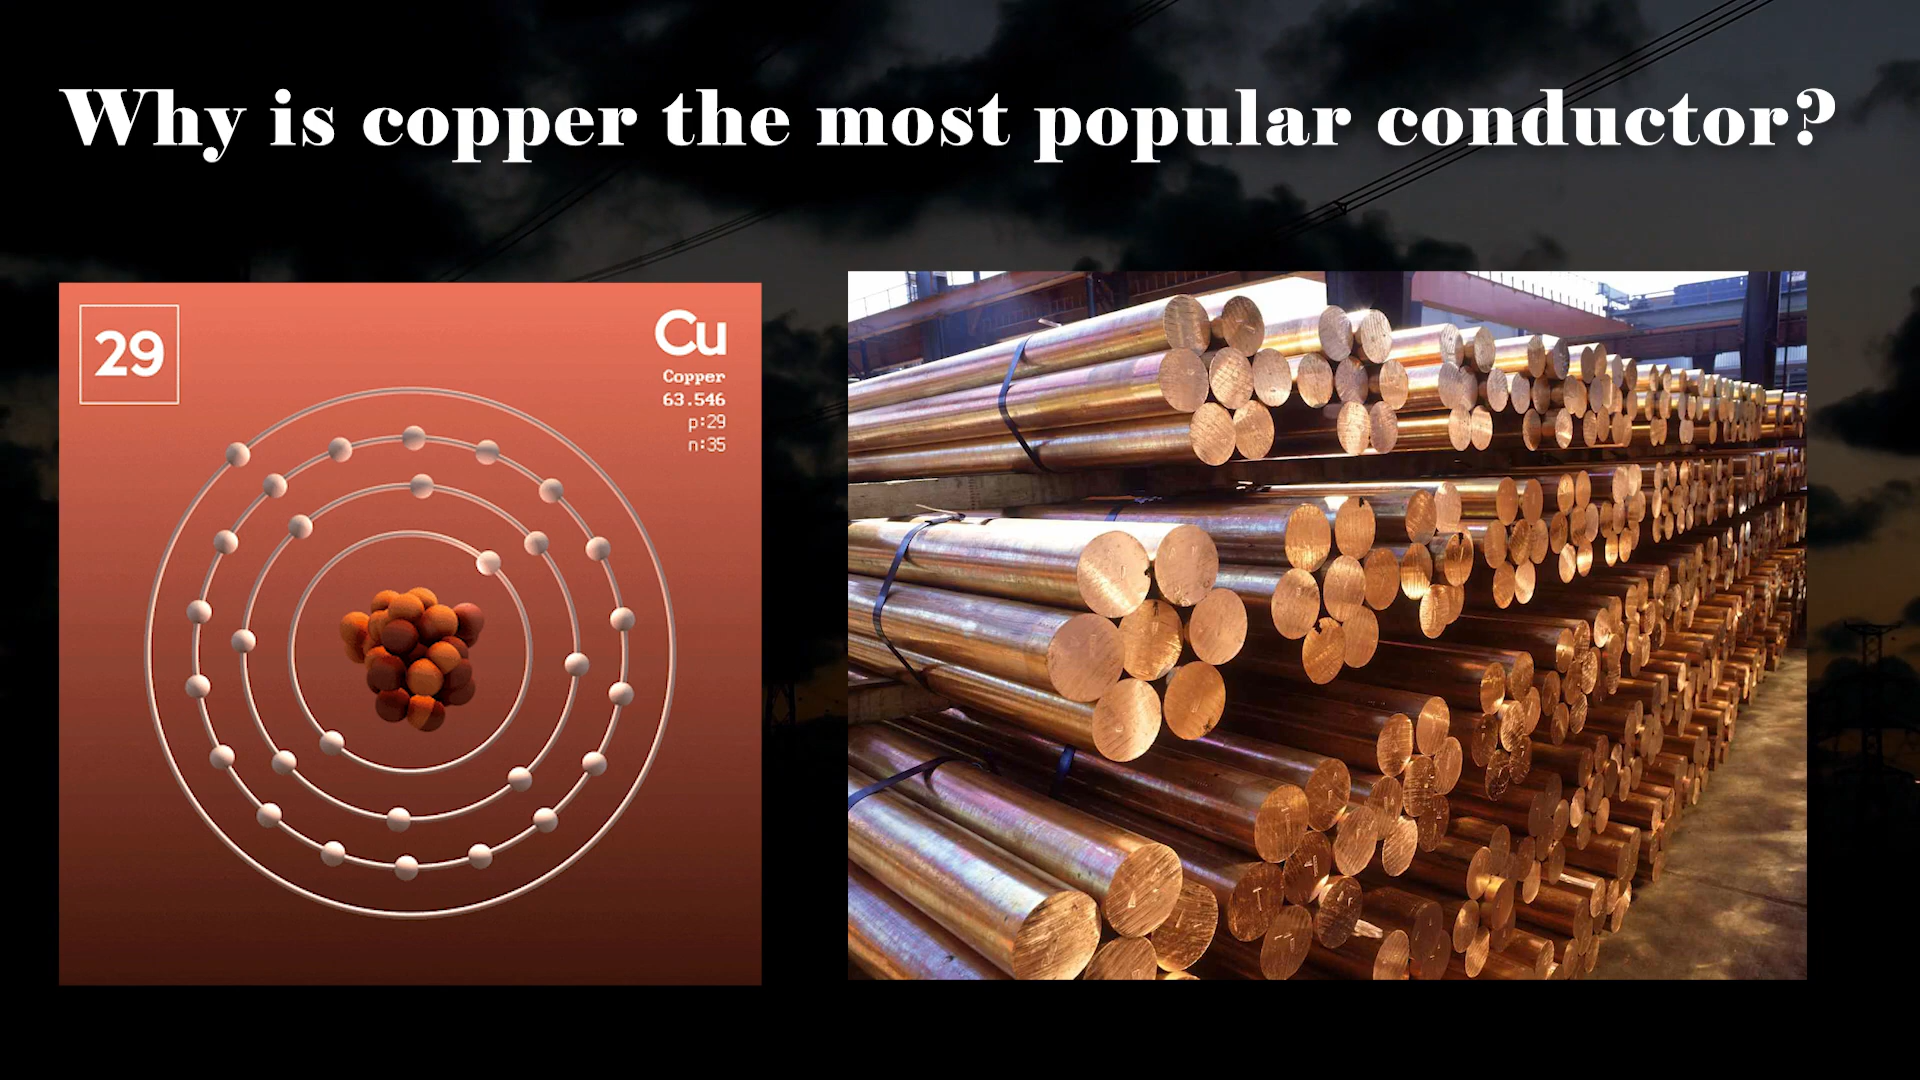 Why is copper the most popular conductor?
29
Cu
Copper
63.546
p:29
n:35